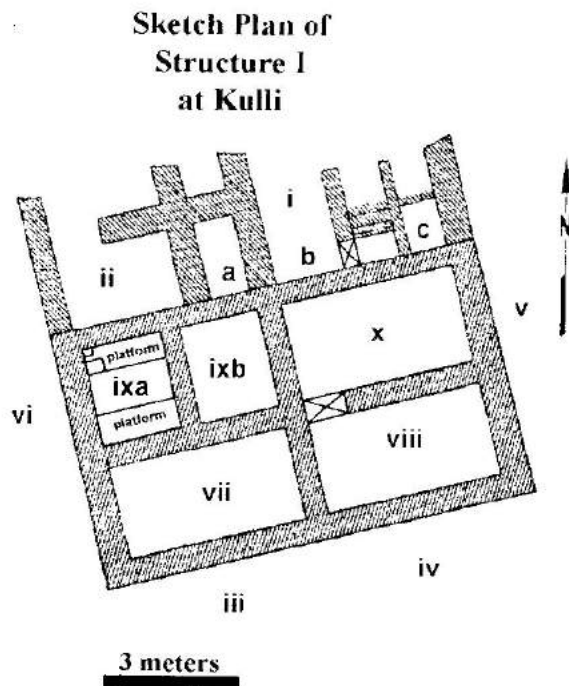 Sketch Plan of
Structure I
at Kulli
i
N
ii
a
b
c
v
x
platform
ixa
ixb
platform
vi
viii
vii
iv
iii
3 meters